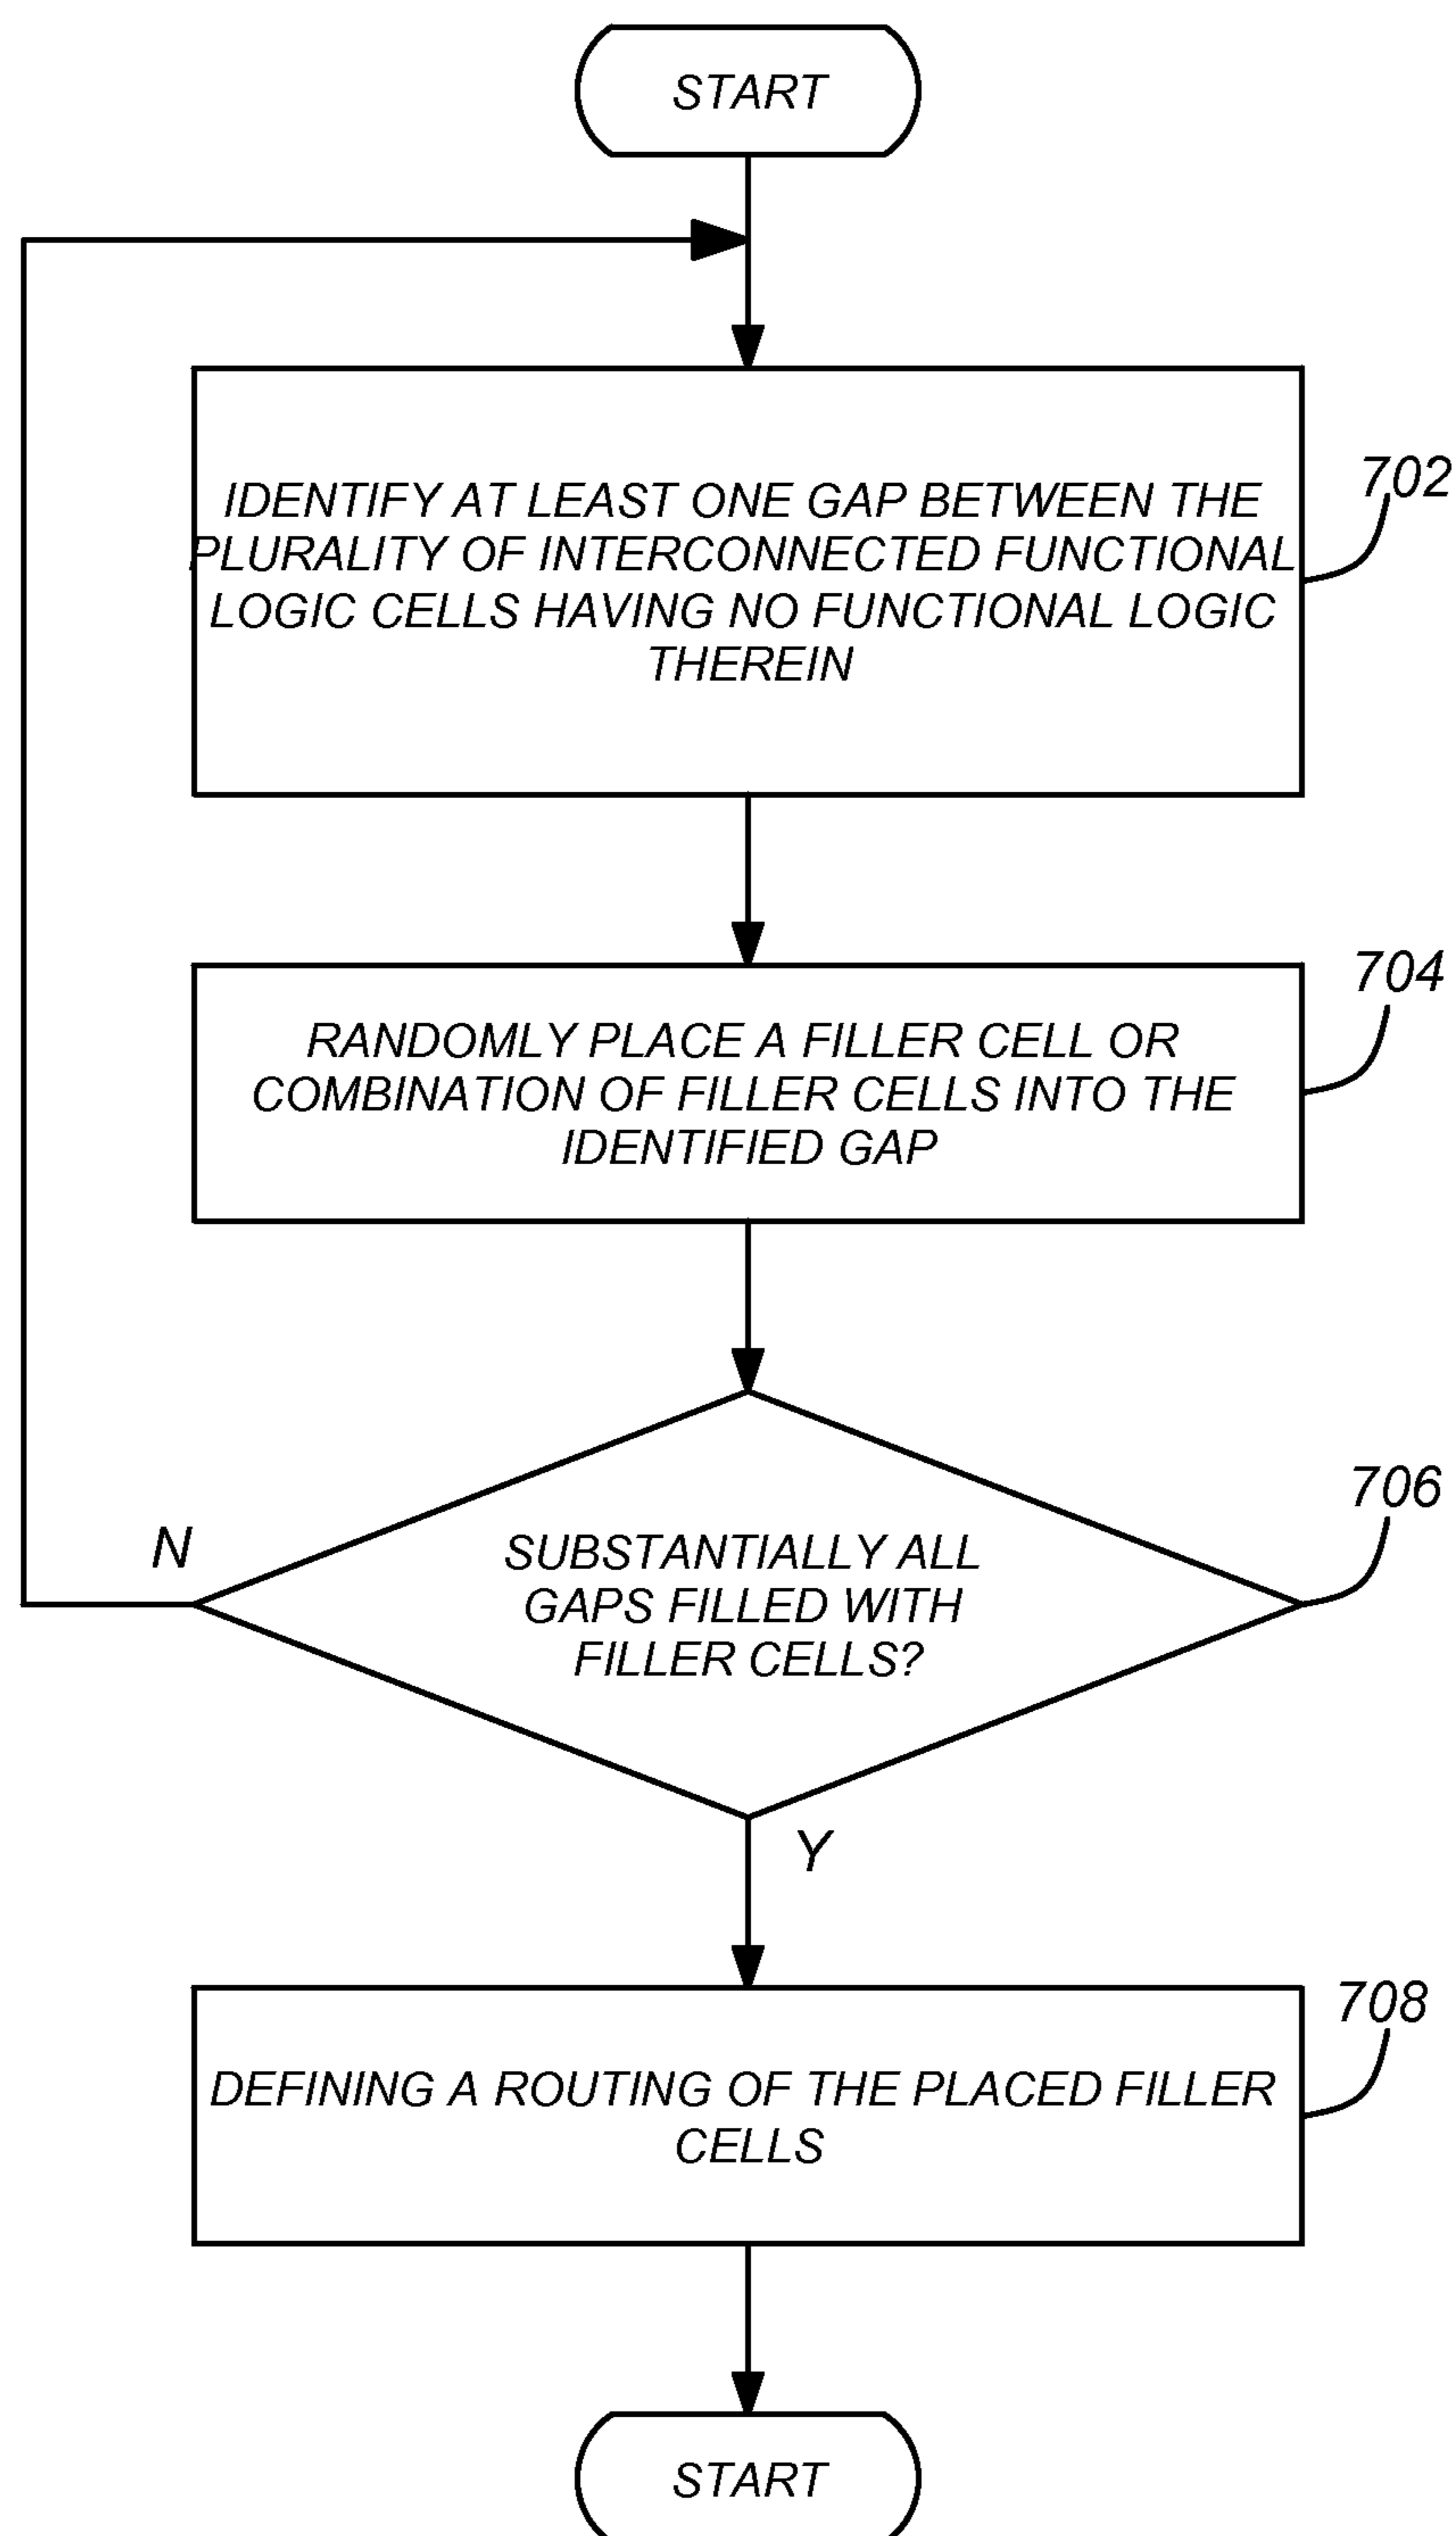 START
IDENTIFY AT LEAST ONE GAP BETWEEN THE
PLURALITY OF INTERCONNECTED FUNCTIONAL
LOGIC CELLS HAVING NO FUNCTIONAL LOGIC
THEREIN
702
RANDOMLY PLACE A FILLER CELL OR
COMBINATION OF FILLER CELLS INTO THE
IDENTIFIED GAP
704
SUBSTANTIALLY ALL
GAPS FILLED WITH
FILLER CELLS?
706
N
Y
DEFINING A ROUTING OF THE PLACED FILLER
CELLS
708
START